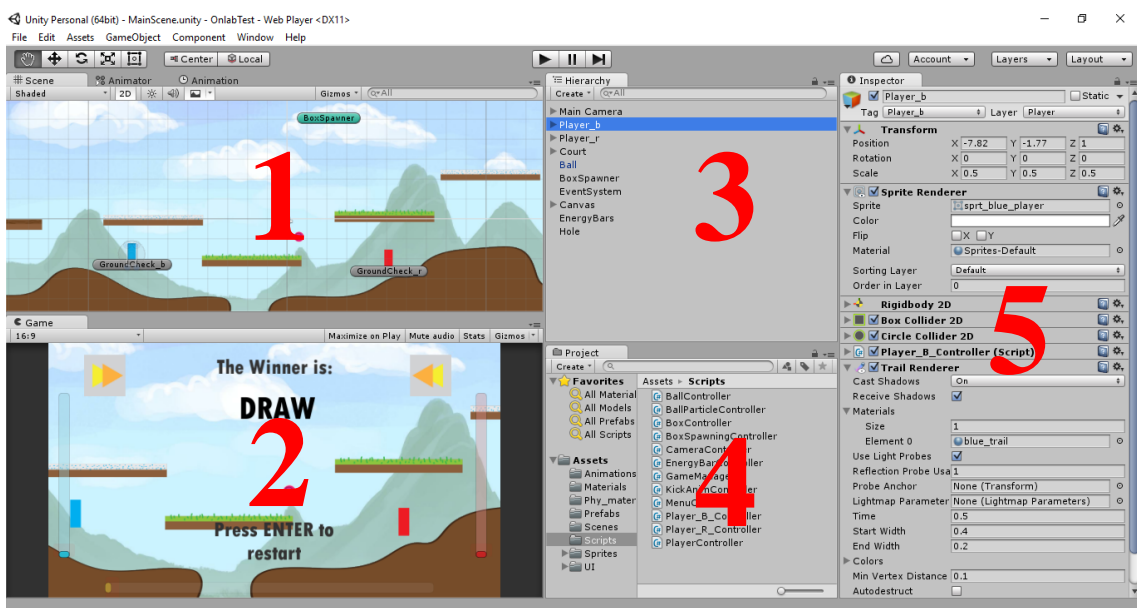 Unity Personal (64bit) - MainScene.unity - OnlabTest - Web Player <DX11>
File Edit Assets GameObject Component Window Help
Center Local Account Layers Layout
Scene Animator Animation
Shaded 2D Gizmos All
BoxSpawner
GroundCheck_b
GroundCheck_r
1
Game
16:9 Maximize on Play Mute audio Stats Gizmos
The Winner is:
DRAW
Press ENTER to
restart
2
Hierarchy
Create All
Main Camera
Player_b
Player_r
Court
Ball
BoxSpawner
EventSystem
Canvas
EnergyBars
Hole
3
Project
Create
Favorites
All Material
All Models
All Prefabs
All Scripts
Assets
Animations
Materials
Phy_mater
Prefabs
Scenes
Scripts
Sprites
UI
Assets Scripts
BallController
BallParticleController
BoxController
BoxSpawningController
CameraController
Player_B_Controller
Player_R_Controller
PlayerController
4
Inspector
Player_b Static
Tag Player_b Layer Player
Transform
Position X -7.82 Y -1.77 Z 1
Rotation X 0 Y 0 Z 0
Scale X 0.5 Y 0.5 Z 0.5
Sprite Renderer
Sprite sprt_blue_player
Color
Flip X Y
Material Sprites-Default
Sorting Layer Default
Order in Layer 0
Rigidbody 2D
Box Collider 2D
Circle Collider 2D
Player_B_Controller (Script)
Trail Renderer
Cast Shadows On
Receive Shadows
Materials
Size 1
Element 0 blue_trail
Use Light Probes
Reflection Probe Usa 1
Probe Anchor None (Transform)
Lightmap Parameter None (Lightmap Parameters)
Time 0.5
Start Width 0.4
End Width 0.2
Colors
Min Vertex Distance 0.1
Autodestruct
5